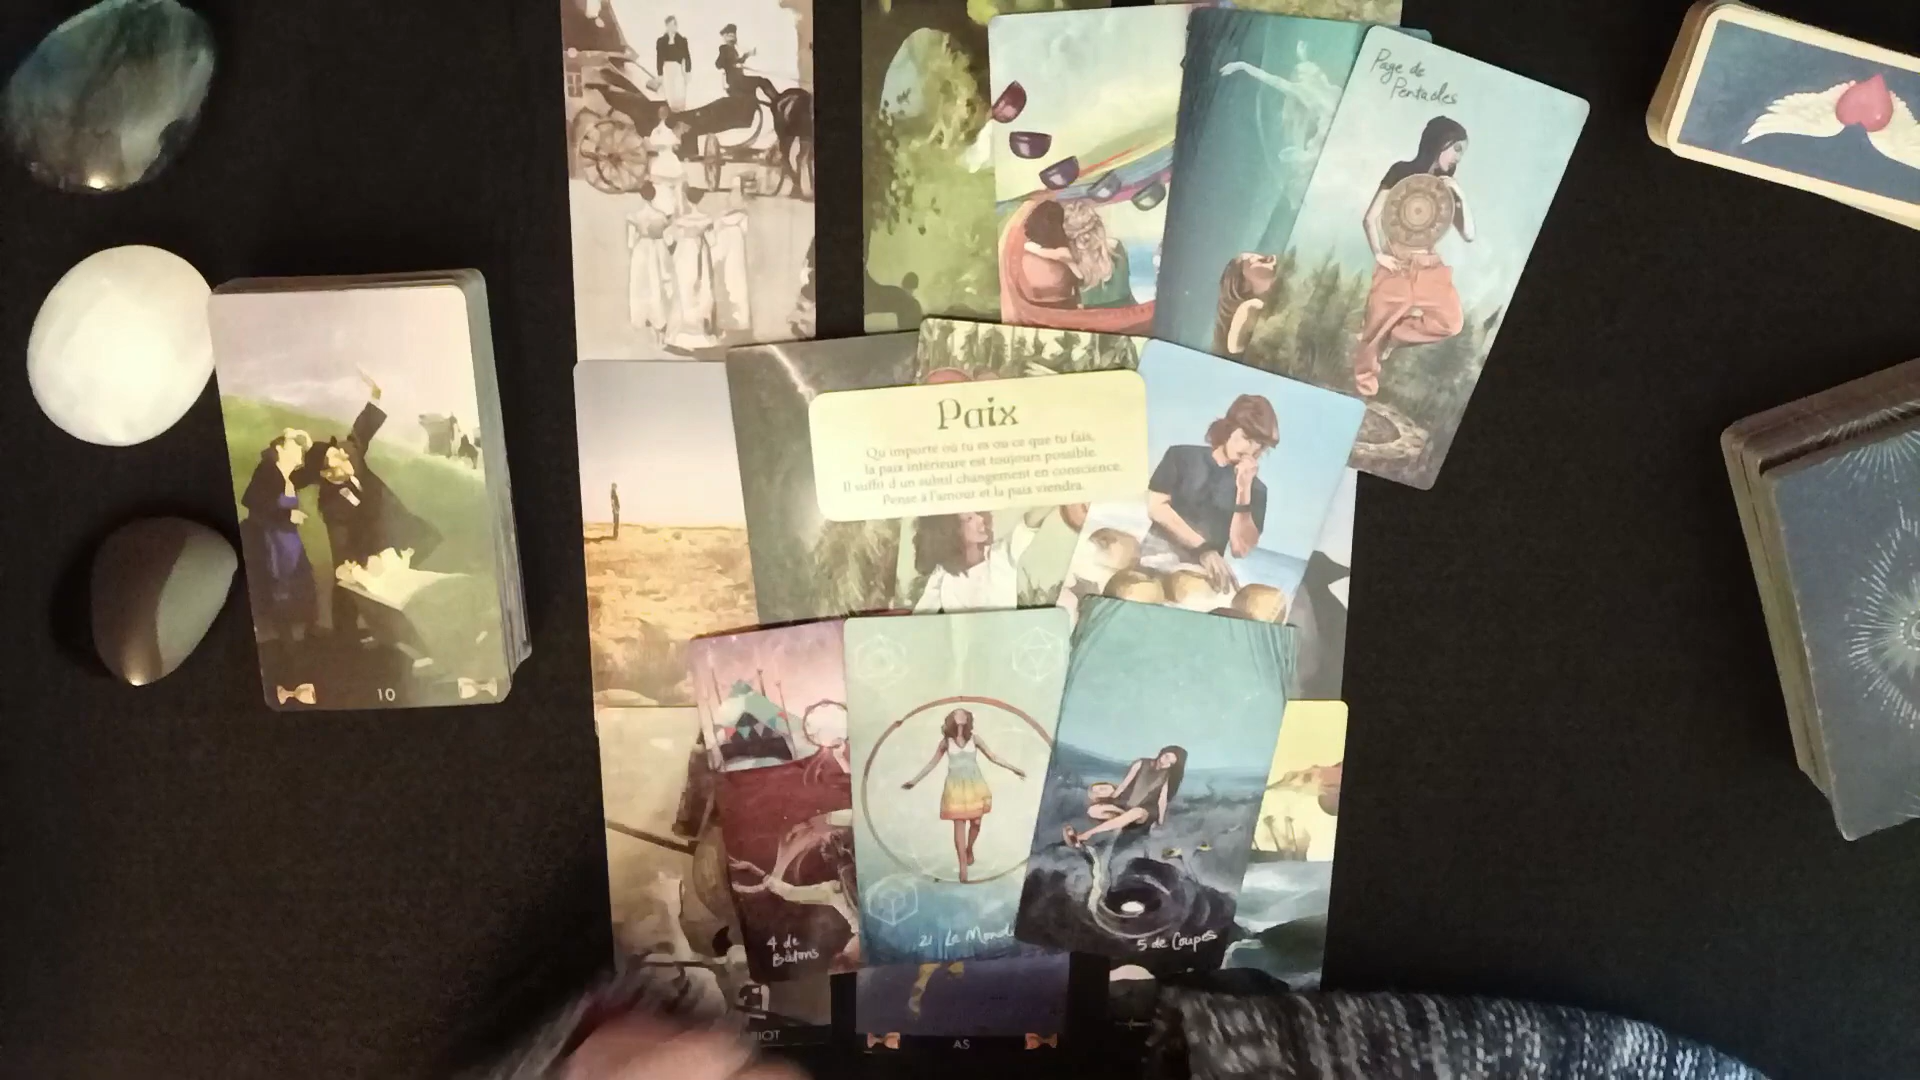 Page de
Pentacles
Paix
Qu'importe où tu es ou ce que tu fais,
la paix intérieure est toujours possible.
Il suffit d'un subtil changement en conscience.
Pense à l'amour et la paix viendra.
10
4 de
Bâtons
21 Le Monde
5 de Coupes
AS